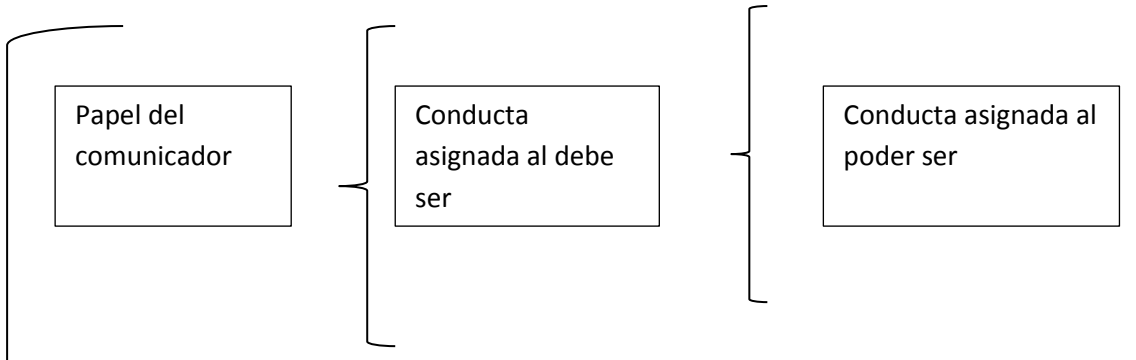 Papel del
comunicador
Conducta
asignada al debe
ser
Conducta asignada al
poder ser